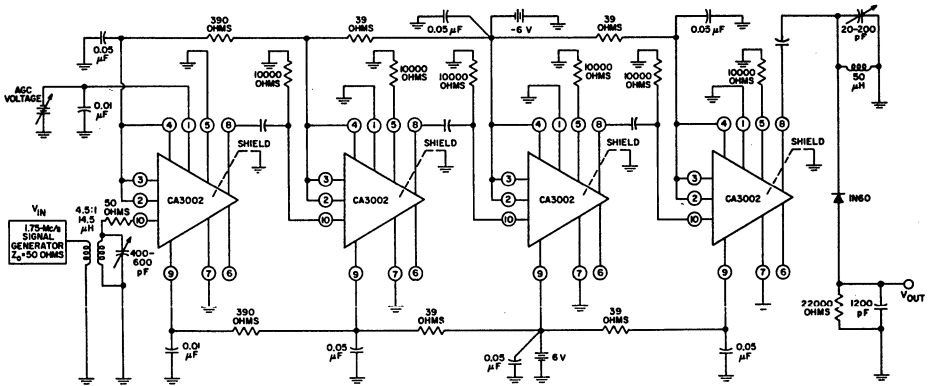 390
OHMS
39
OHMS
0.05 μF
-6 V
39
OHMS
0.05 μF
20-200
pF
0.05
μF
10000
OHMS
10000
OHMS
10000
OHMS
10000
OHMS
10000
OHMS
10000
OHMS
50
μH
AGC
VOLTAGE
0.01
μF
4 1 5 8
4 1 5 8
4 1 5 8
4 1 5 8
SHIELD
SHIELD
SHIELD
SHIELD
3
2
10
CA3002
3
2
10
CA3002
3
2
10
CA3002
3
2
10
CA3002
1N60
VIN
1.75-Mc/s
SIGNAL
GENERATOR
Zo=50 OHMS
4.5:1
14.5
μH
50
OHMS
400-
600
pF
9 7 6
9 7 6
9 7 6
9 7 6
VOUT
22000
OHMS
1200
pF
390
OHMS
39
OHMS
39
OHMS
0.01
μF
0.05
μF
0.05
μF
6 V
0.05
μF